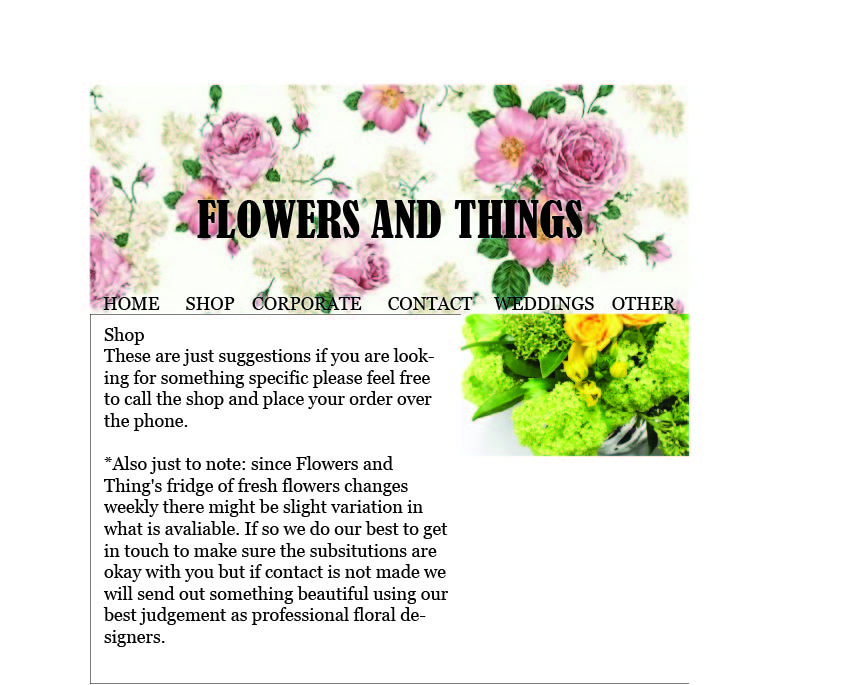 FLOWERS AND THINGS
HOME SHOP CORPORATE CONTACT WEDDINGS OTHER
Shop
These are just suggestions if you are look-
ing for something specific please feel free
to call the shop and place your order over
the phone.
*Also just to note: since Flowers and
Thing's fridge of fresh flowers changes
weekly there might be slight variation in
what is avaliable. If so we do our best to get
in touch to make sure the subsitutions are
okay with you but if contact is not made we
will send out something beautiful using our
best judgement as professional floral de-
signers.